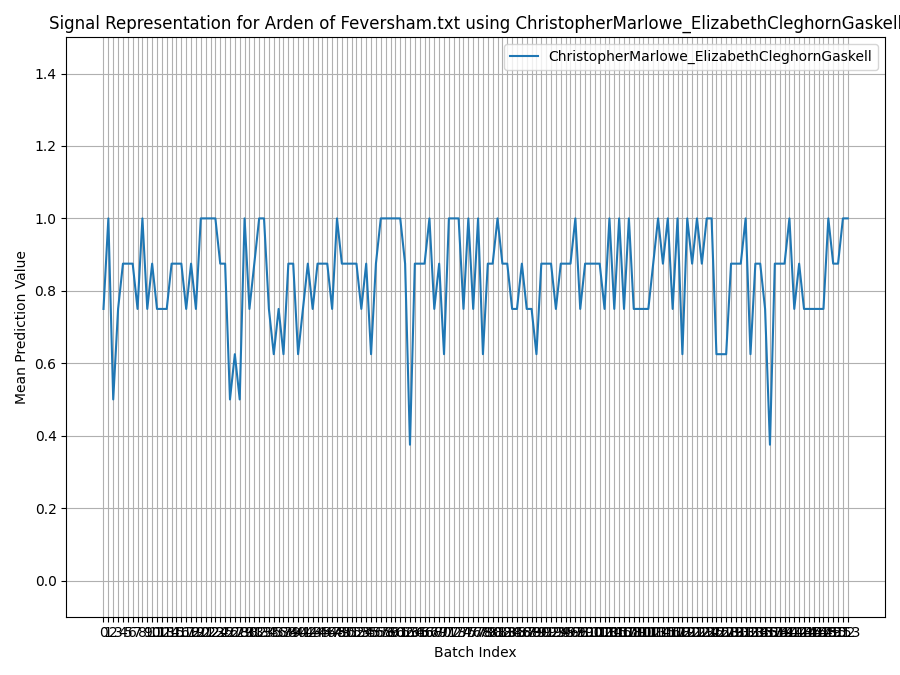 Signal Representation for Arden of Feversham.txt using ChristopherMarlowe_ElizabethCleghornGaskell
ChristopherMarlowe_ElizabethCleghornGaskell
1.4
1.2
1.0
0.8
0.6
0.4
0.2
0.0
Mean Prediction Value
Batch Index